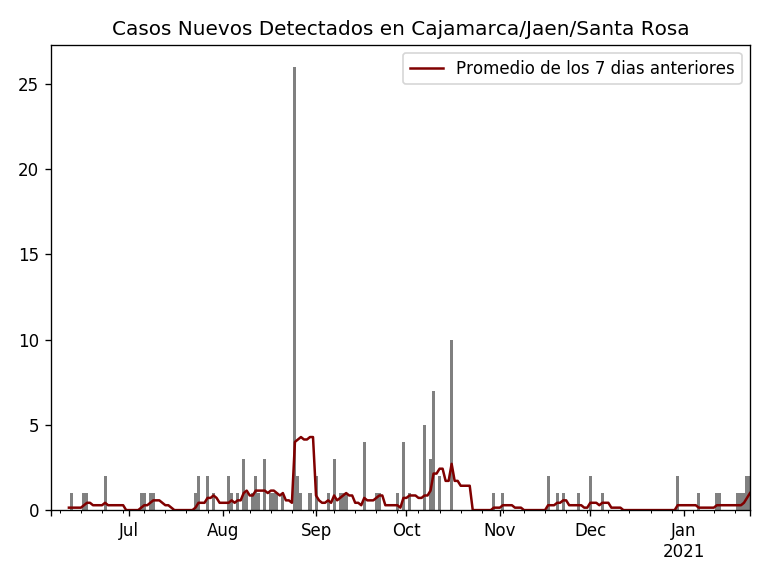 Casos Nuevos Detectados en Cajamarca/Jaen/Santa Rosa
Promedio de los 7 dias anteriores
25
20
15
10
5
0
Jul Aug Sep Oct Nov Dec Jan
2021